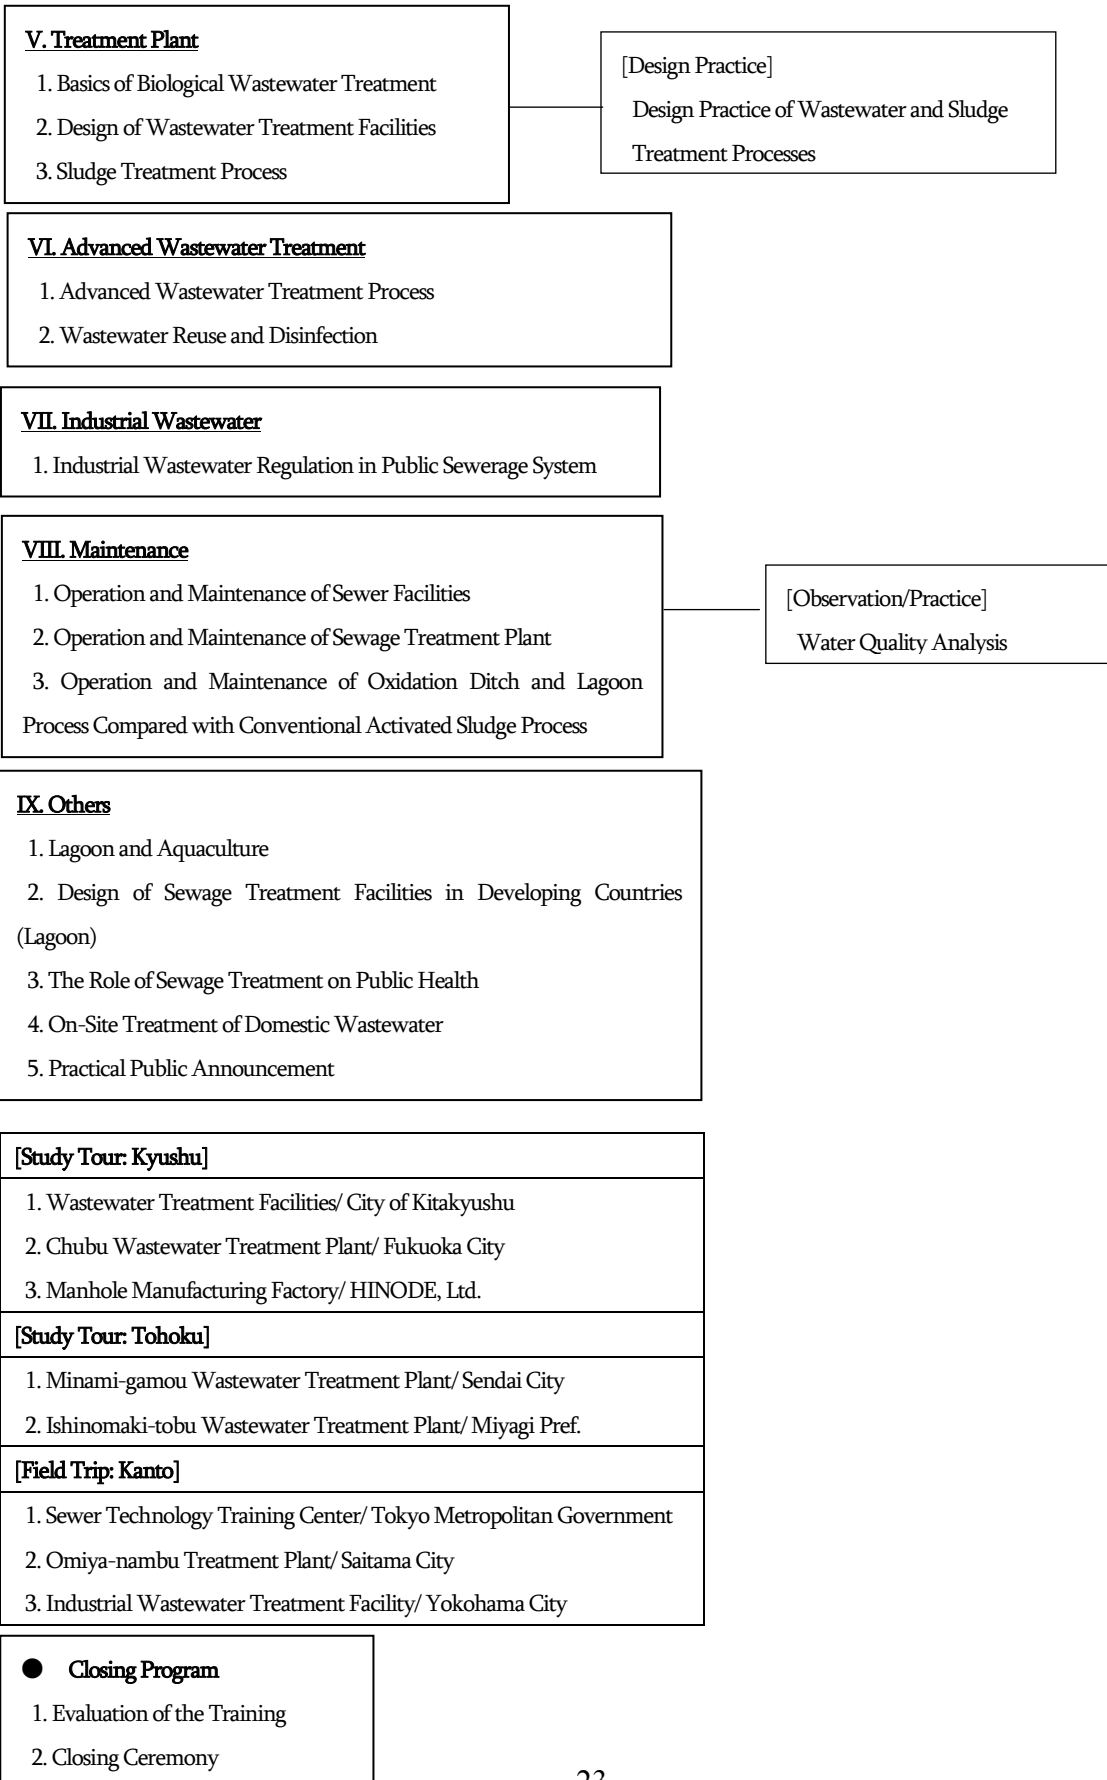 V. Treatment Plant
1. Basics of Biological Wastewater Treatment
2. Design of Wastewater Treatment Facilities
3. Sludge Treatment Process
[Design Practice]
Design Practice of Wastewater and Sludge
Treatment Processes
VI. Advanced Wastewater Treatment
1. Advanced Wastewater Treatment Process
2. Wastewater Reuse and Disinfection
VII. Industrial Wastewater
1. Industrial Wastewater Regulation in Public Sewerage System
VIII. Maintenance
1. Operation and Maintenance of Sewer Facilities
2. Operation and Maintenance of Sewage Treatment Plant
3. Operation and Maintenance of Oxidation Ditch and Lagoon
Process Compared with Conventional Activated Sludge Process
[Observation/Practice]
Water Quality Analysis
IX. Others
1. Lagoon and Aquaculture
2. Design of Sewage Treatment Facilities in Developing Countries
(Lagoon)
3. The Role of Sewage Treatment on Public Health
4. On-Site Treatment of Domestic Wastewater
5. Practical Public Announcement
[Study Tour: Kyushu]
1. Wastewater Treatment Facilities/ City of Kitakyushu
2. Chubu Wastewater Treatment Plant/ Fukuoka City
3. Manhole Manufacturing Factory/ HINODE, Ltd.
[Study Tour: Tohoku]
1. Minami-gamou Wastewater Treatment Plant/ Sendai City
2. Ishinomaki-tobu Wastewater Treatment Plant/ Miyagi Pref.
[Field Trip: Kanto]
1. Sewer Technology Training Center/ Tokyo Metropolitan Government
2. Omiya-nambu Treatment Plant/ Saitama City
3. Industrial Wastewater Treatment Facility/ Yokohama City
● Closing Program
1. Evaluation of the Training
2. Closing Ceremony